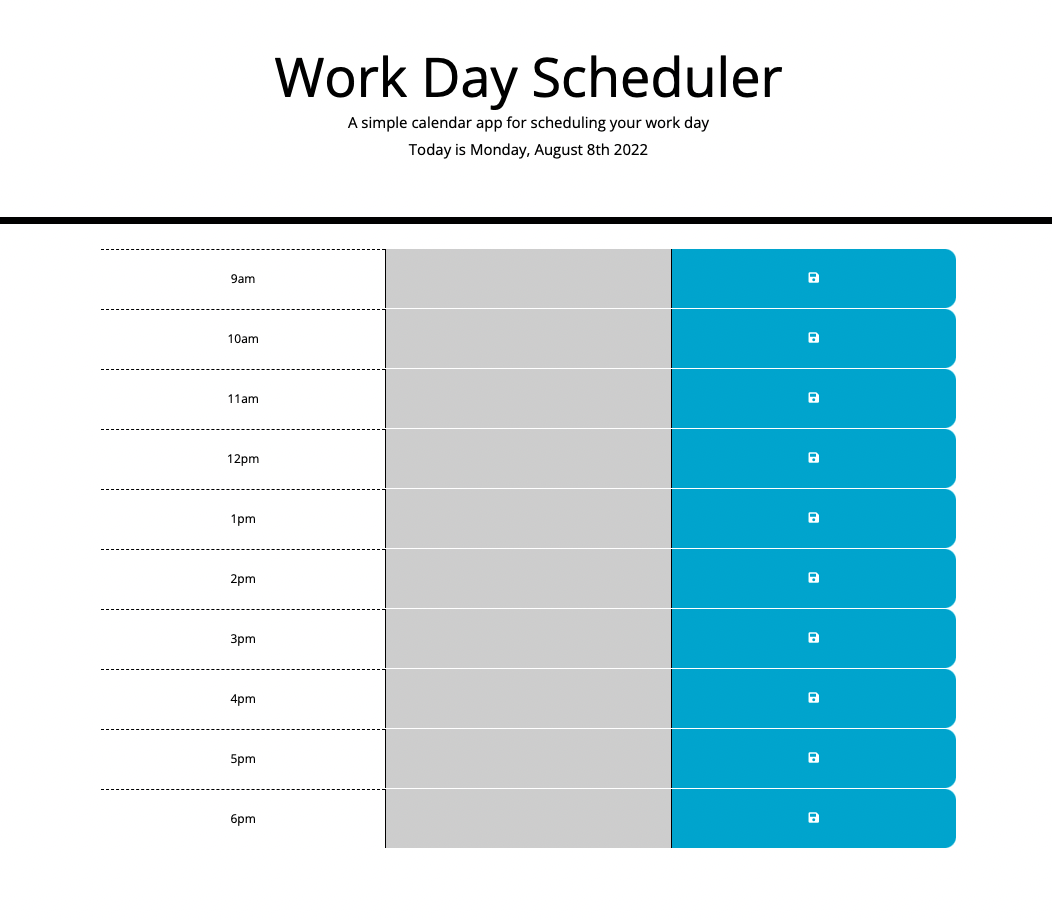 Work Day Scheduler
A simple calendar app for scheduling your work day
Today is Monday, August 8th 2022
9am
10am
11am
12pm
1pm
2pm
3pm
4pm
5pm
6pm